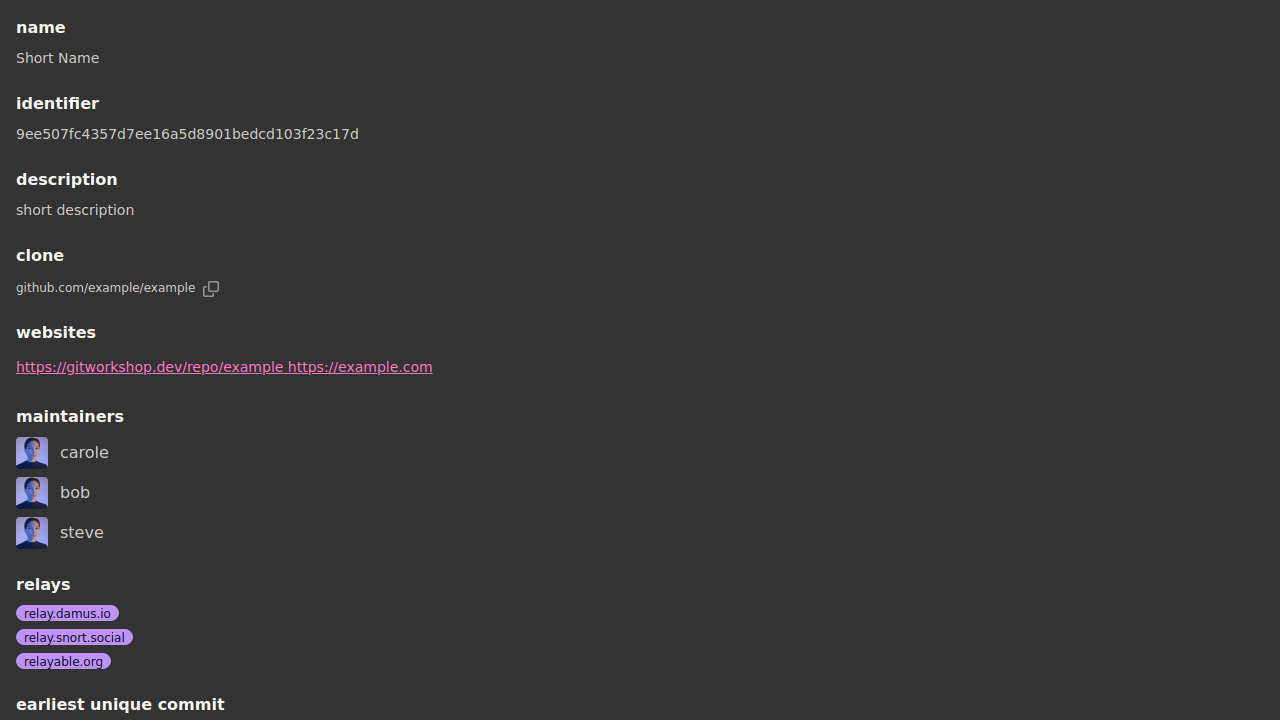 name
Short Name
identifier
9ee507fc4357d7ee16a5d8901bedcd103f23c17d
description
short description
clone
github.com/example/example
websites
https://gitworkshop.dev/repo/example https://example.com
maintainers
carole
bob
steve
relays
relay.damus.io
relay.snort.social
relayable.org
earliest unique commit